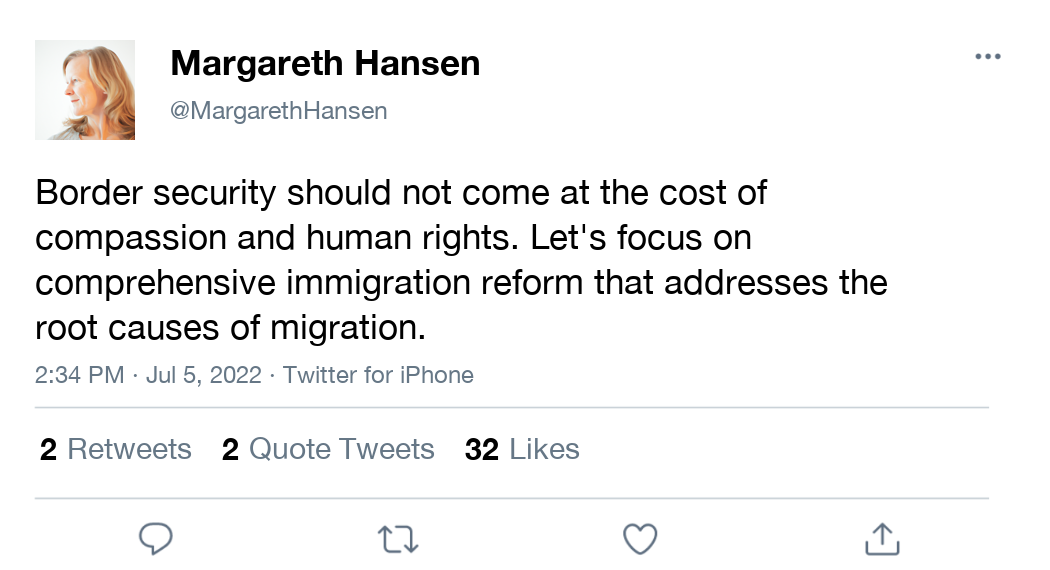 Margareth Hansen
@MargarethHansen
Border security should not come at the cost of
compassion and human rights. Let's focus on
comprehensive immigration reform that addresses the
root causes of migration.
2:34 PM · Jul 5, 2022 · Twitter for iPhone
2 Retweets 2 Quote Tweets 32 Likes